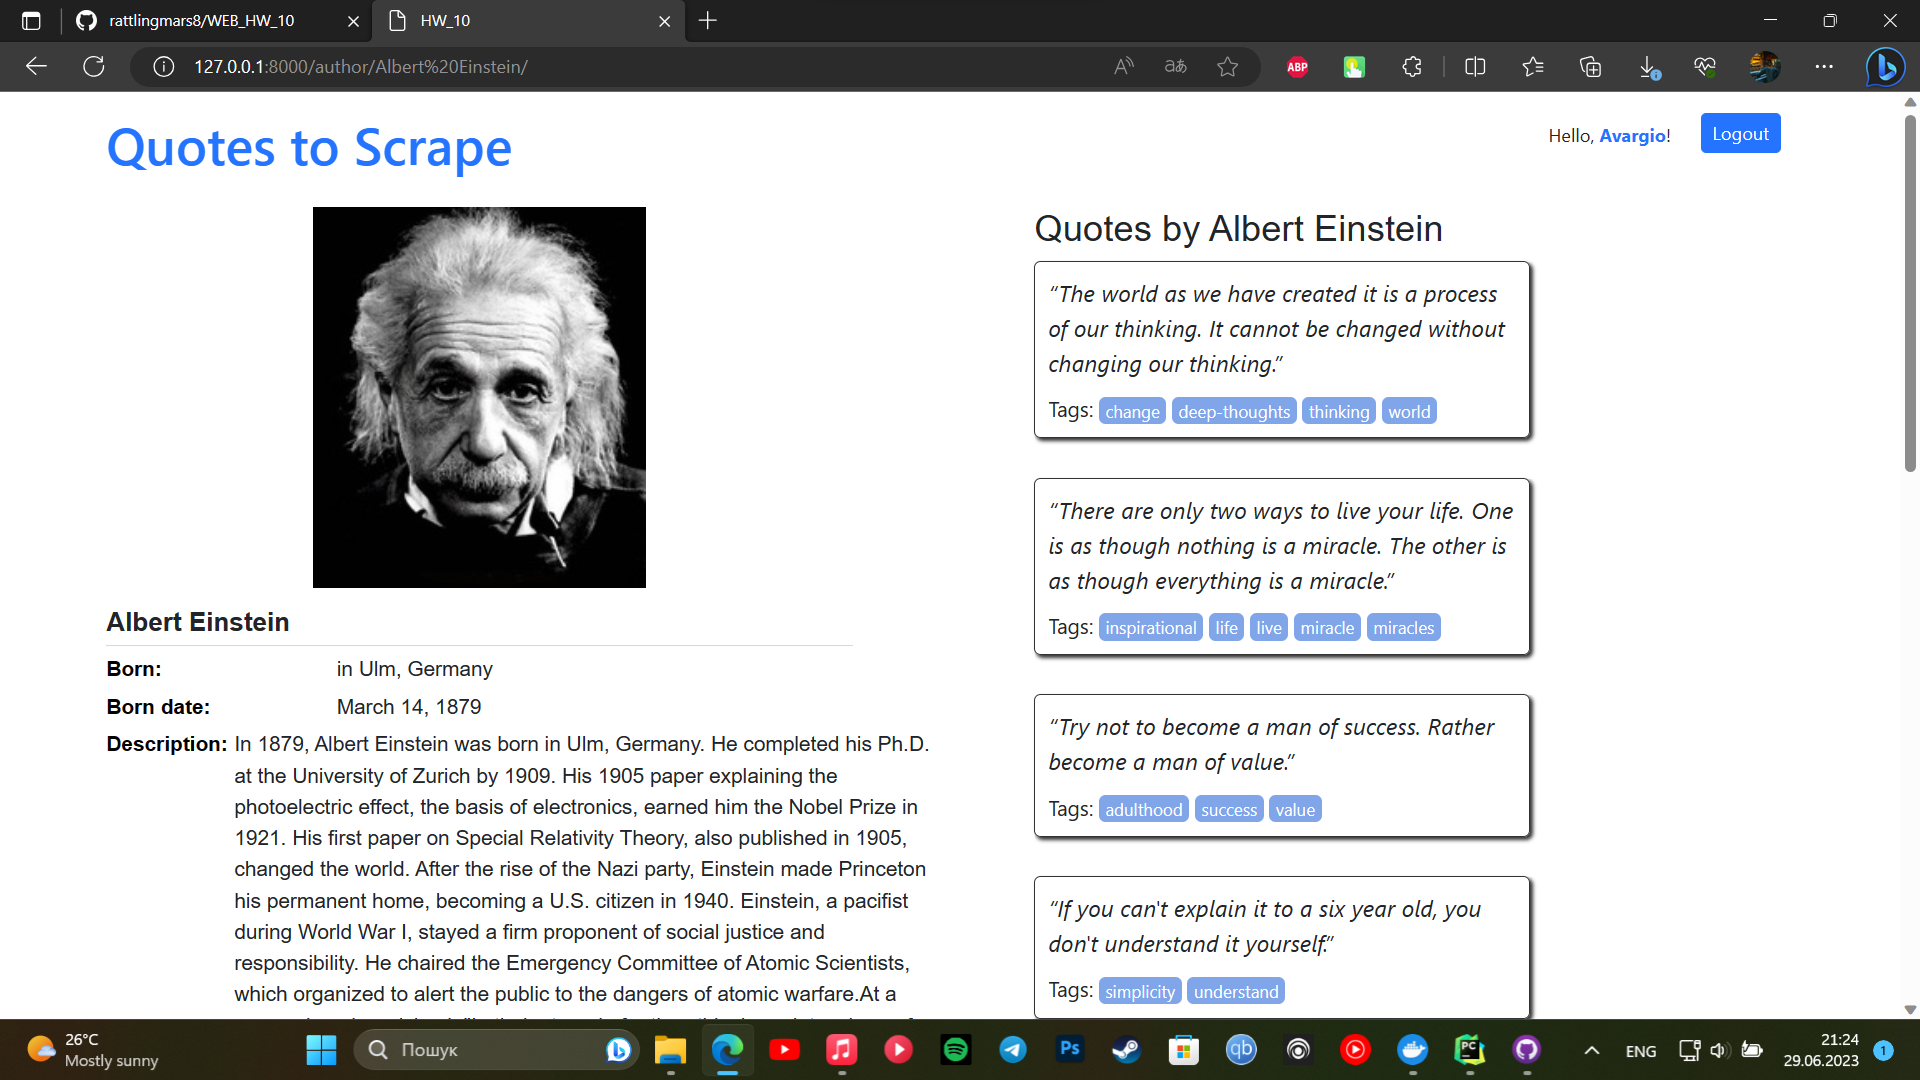 rattlingmars8/WEB_HW_10
HW_10
127.0.0.1:8000/author/Albert%20Einstein/
ABP
Quotes to Scrape
Hello, Avargio!
Logout
Albert Einstein
Born: in Ulm, Germany
Born date: March 14, 1879
Description: In 1879, Albert Einstein was born in Ulm, Germany. He completed his Ph.D.
at the University of Zurich by 1909. His 1905 paper explaining the
photoelectric effect, the basis of electronics, earned him the Nobel Prize in
1921. His first paper on Special Relativity Theory, also published in 1905,
changed the world. After the rise of the Nazi party, Einstein made Princeton
his permanent home, becoming a U.S. citizen in 1940. Einstein, a pacifist
during World War I, stayed a firm proponent of social justice and
responsibility. He chaired the Emergency Committee of Atomic Scientists,
which organized to alert the public to the dangers of atomic warfare.At a
Quotes by Albert Einstein
“The world as we have created it is a process
of our thinking. It cannot be changed without
changing our thinking.”
Tags: change deep-thoughts thinking world
“There are only two ways to live your life. One
is as though nothing is a miracle. The other is
as though everything is a miracle.”
Tags: inspirational life live miracle miracles
“Try not to become a man of success. Rather
become a man of value.”
Tags: adulthood success value
“If you can't explain it to a six year old, you
don't understand it yourself.”
Tags: simplicity understand
26°C
Mostly sunny
Пошук
Ps
qb
PC
ENG
21:24
29.06.2023
1